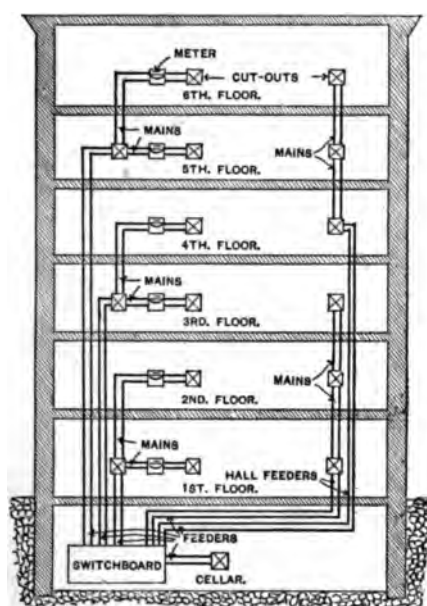 METER
CUT-OUTS
6TH. FLOOR.
MAINS
MAINS
5TH. FLOOR.
4TH. FLOOR.
MAINS
3RD. FLOOR.
MAINS
2ND. FLOOR.
MAINS
HALL FEEDERS
1ST. FLOOR.
FEEDERS
SWITCHBOARD
CELLAR.